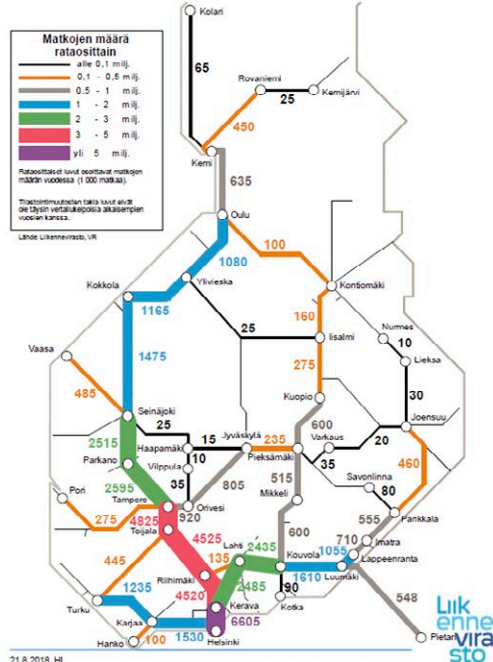 Matkojen määrä
rataosittain
alle 0,1 milj.
0,1 - 0,5 milj.
0.5 - 1 milj.
1 - 2 milj.
2 - 3 milj.
3 - 5 milj.
yli 5 milj.
Rataosittaiset luvut osoittavat matkojen
määrän vuodessa (1 000 matkaa).
Tilastointimuutosten takia luvut eivät
ole täysin vertailukelpoisia aikaisempien
vuosien kanssa.
Lähde: Liikennevirasto, VR
Kolari
65
Rovaniemi
25
Kemijärvi
450
Kemi
635
Oulu
100
1080
Ylivieska
Kontiomäki
Kokkola
1165
160
Nurmes
25
Iisalmi
10
Vaasa
1475
275
Lieksa
485
Kuopio
30
Seinäjoki
25
Jyväskylä
600
Joensuu
2515
Haapamäki
15
235
Varkaus
20
Parkano
10
Pieksämäki
35
460
Vilppula
805
Savonlinna
2595
35
515
80
Pori
Tampere
Orivesi
Mikkeli
Parikkala
275
920
555
4825
4525
2435
600
Imatra
Toijala
135
Lahti
710
445
Kouvola
1055
Lappeenranta
Riihimäki
2485
1610
Luumäki
1235
4520
90
548
Turku
Kerava
Kotka
Karjaa
6605
Hanko
100
1530
Helsinki
Pietari
21.8.2018 HL
Liik
enne
vira
sto